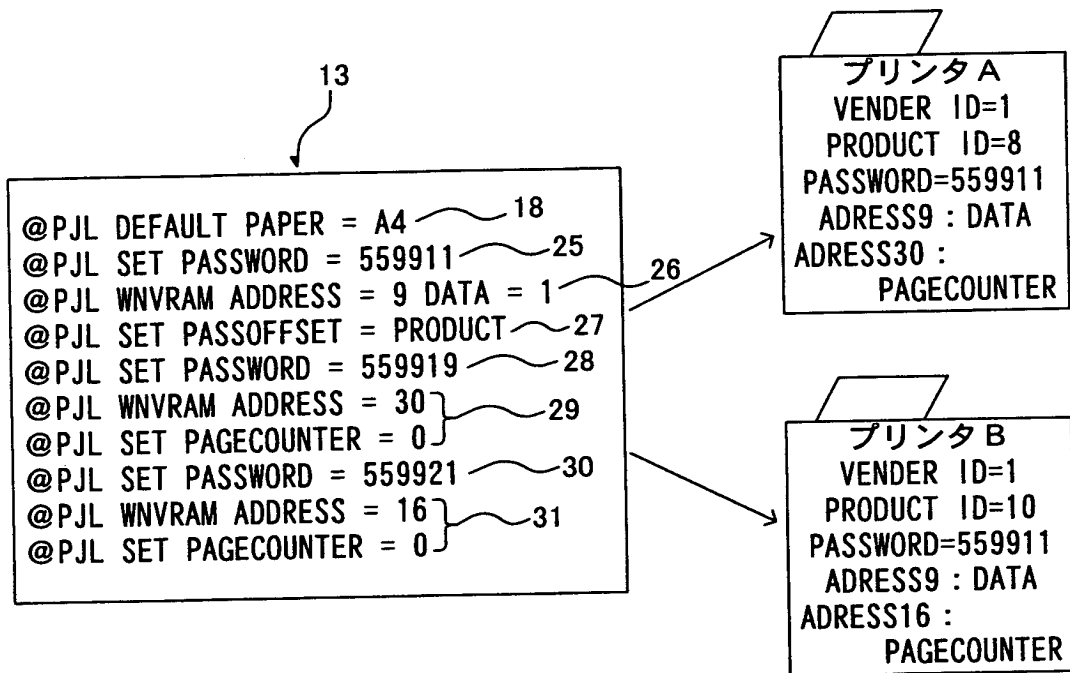 13
@PJL DEFAULT PAPER = A4 18
@PJL SET PASSWORD = 559911 25
@PJL WNVRAM ADDRESS = 9 DATA = 1 26
@PJL SET PASSOFFSET = PRODUCT 27
@PJL SET PASSWORD = 559919 28
@PJL WNVRAM ADDRESS = 30
@PJL SET PAGECOUNTER = 0
29
@PJL SET PASSWORD = 559921 30
@PJL WNVRAM ADDRESS = 16
@PJL SET PAGECOUNTER = 0
31
プリンタA
VENDER ID=1
PRODUCT ID=8
PASSWORD=559911
ADRESS9 : DATA
ADRESS30 :
PAGECOUNTER
プリンタB
VENDER ID=1
PRODUCT ID=10
PASSWORD=559911
ADRESS9 : DATA
ADRESS16 :
PAGECOUNTER